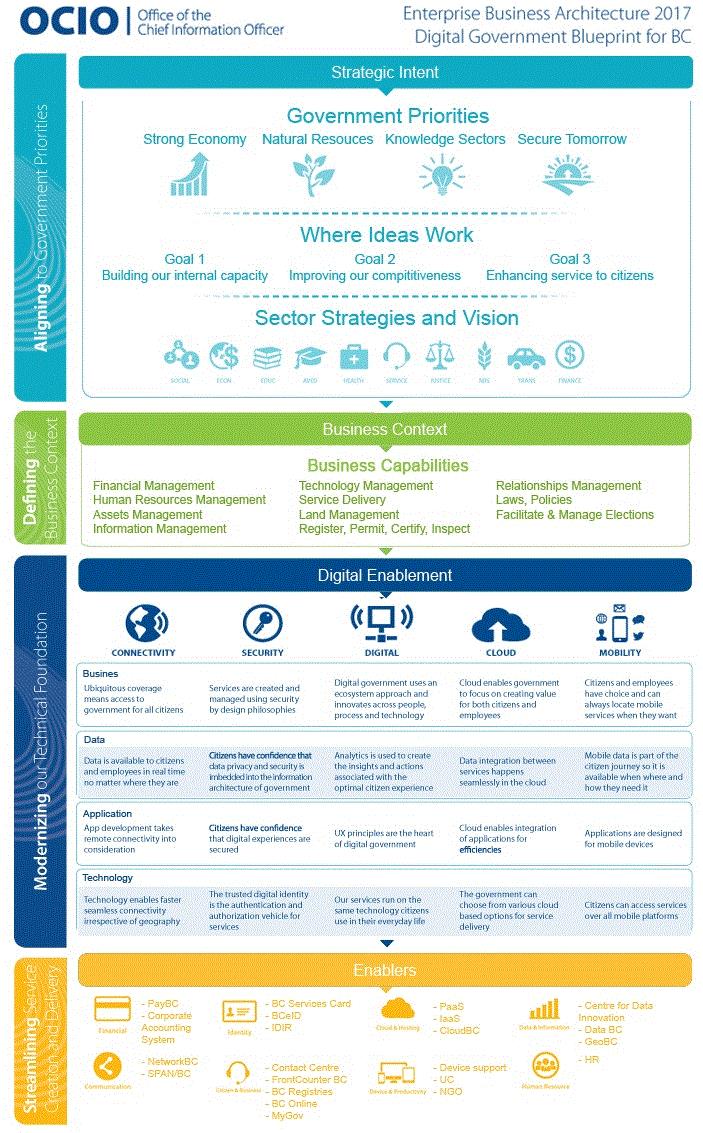 OCIO
Office of the
Chief Information Officer
Enterprise Business Architecture 2017
Digital Government Blueprint for BC
Aligning to Government Priorities
Strategic Intent
Government Priorities
Strong Economy Natural Resouces Knowledge Sectors Secure Tomorrow
Where Ideas Work
Goal 1 Goal 2 Goal 3
Building our internal capacity Improving our compititiveness Enhancing service to citizens
Sector Strategies and Vision
SOCIAL ECON EDUC AVED HEALTH SERVICE JUSTICE NRS TRANS FINANCE
Defining the
Business Context
Business Context
Business Capabilities
Financial Management
Human Resources Management
Assets Management
Information Management
Technology Management
Service Delivery
Land Management
Register, Permit, Certify, Inspect
Relationships Management
Laws, Policies
Facilitate & Manage Elections
Modernizing our Technical Foundation
Digital Enablement
CONNECTIVITY SECURITY DIGITAL CLOUD MOBILITY
Busines
Ubiquitous coverage
means access to
government for all citizens
Services are created and
managed using security
by design philosophies
Digital government uses an
ecosystem approach and
innovates across people,
process and technology
Cloud enables government
to focus on creating value
for both citizens and
employees
Citizens and employees
have choice and can
always locate mobile
services when they want
Data
Data is available to citizens
and employees in real time
no matter where they are
Citizens have confidence that
data privacy and security is
imbedded into the information
architecture of government
Analytics is used to create
the insights and actions
associated with the
optimal citizen experience
Data integration between
services happens
seamlessly in the cloud
Mobile data is part of the
citizen journey so it is
available when where and
how they need it
Application
App development takes
remote connectivity into
consideration
Citizens have confidence
that digital experiences are
secured
UX principles are the heart
of digital government
Cloud enables integration
of applications for
efficiencies
Applications are designed
for mobile devices
Technology
Technology enables faster
seamless connectivity
irrespective of geography
The trusted digital identity
is the authentication and
authorization vehicle for
services
Our services run on the
same technology citizens
use in their everyday life
The government can
choose from various cloud
based options for service
delivery
Citizens can access services
over all mobile platforms
Streamlining Service
Creation and Delivery
Enablers
Financial
- PayBC
- Corporate
Accounting
System
Identity
- BC Services Card
- BCeID
- IDIR
Cloud & Hosting
- PaaS
- IaaS
- CloudBC
Data & Information
- Centre for Data
Innovation
- Data BC
- GeoBC
Communication
- NetworkBC
- SPAN/BC
Citizen & Business
- Contact Centre
- FrontCounter BC
- BC Registries
- BC Online
- MyGov
Device & Productivity
- Device support
- UC
- NGO
Human Resource
- HR